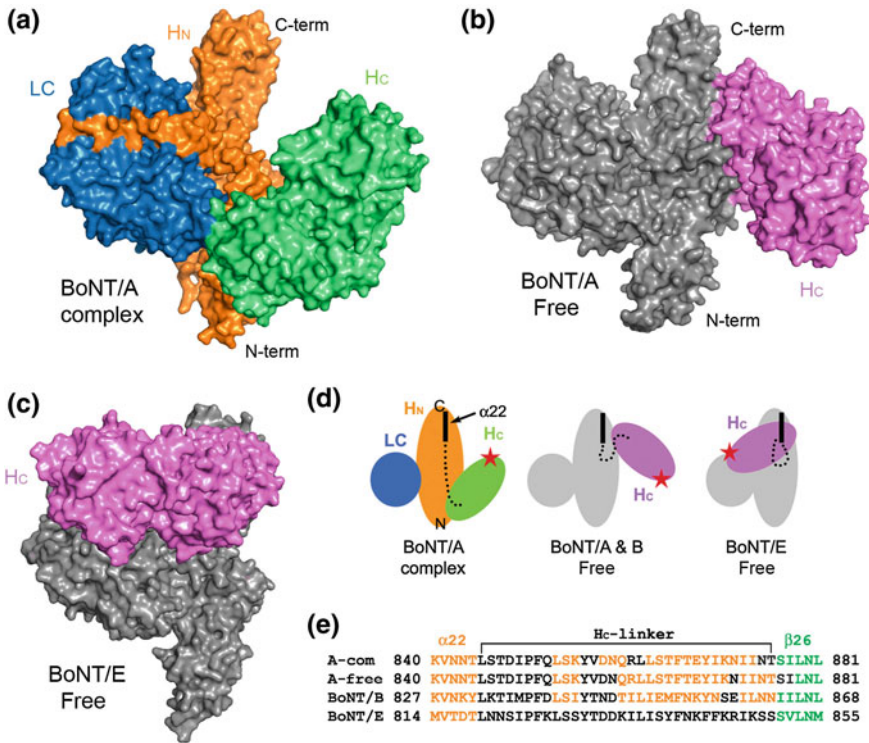 (a)
HN
C-term
LC
Hc
BoNT/A
complex
N-term
(b)
C-term
BoNT/A
Free
Hc
N-term
(c)
Hc
BoNT/E
Free
(d)
C
HN
α22
LC
Hc
N
BoNT/A
complex
Hc
BoNT/A & B
Free
Hc
BoNT/E
Free
(e)
α22 Hc-linker β26
A-com 840 KVNNTLSTDIPFQLSKYVDNQRLLSTFTEYIKNIINTSILNL 881
A-free 840 KVNNTLSTDIPFQLSKYVDNQRLLSTFTEYIKNIINTSILNL 881
BoNT/B 827 KVNKYLKTIMPFDLSIYTNDTILIEMFNKYNSEILNNIILNL 868
BoNT/E 814 MVTDTLNNSIPFKLSSYTDDKILISYFNKFFKRIKSSSVLNM 855